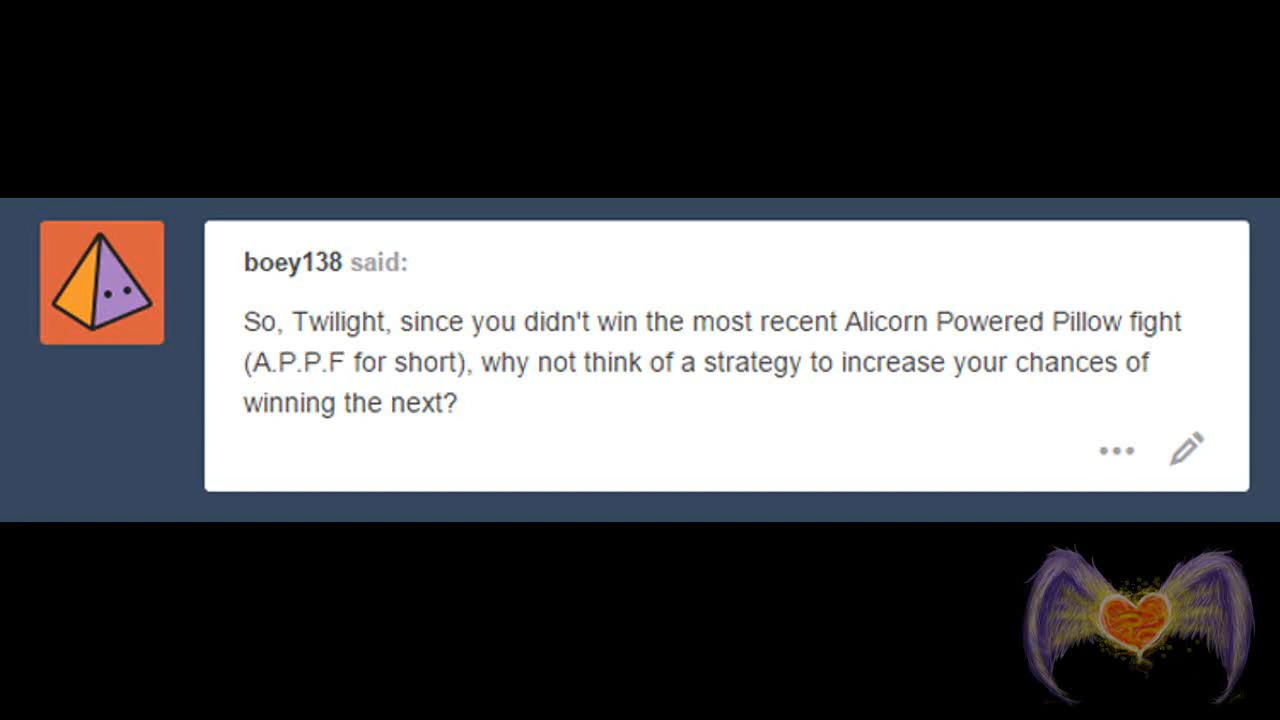 boey138 said:
So, Twilight, since you didn't win the most recent Alicorn Powered Pillow fight
(A.P.P.F for short), why not think of a strategy to increase your chances of
winning the next?